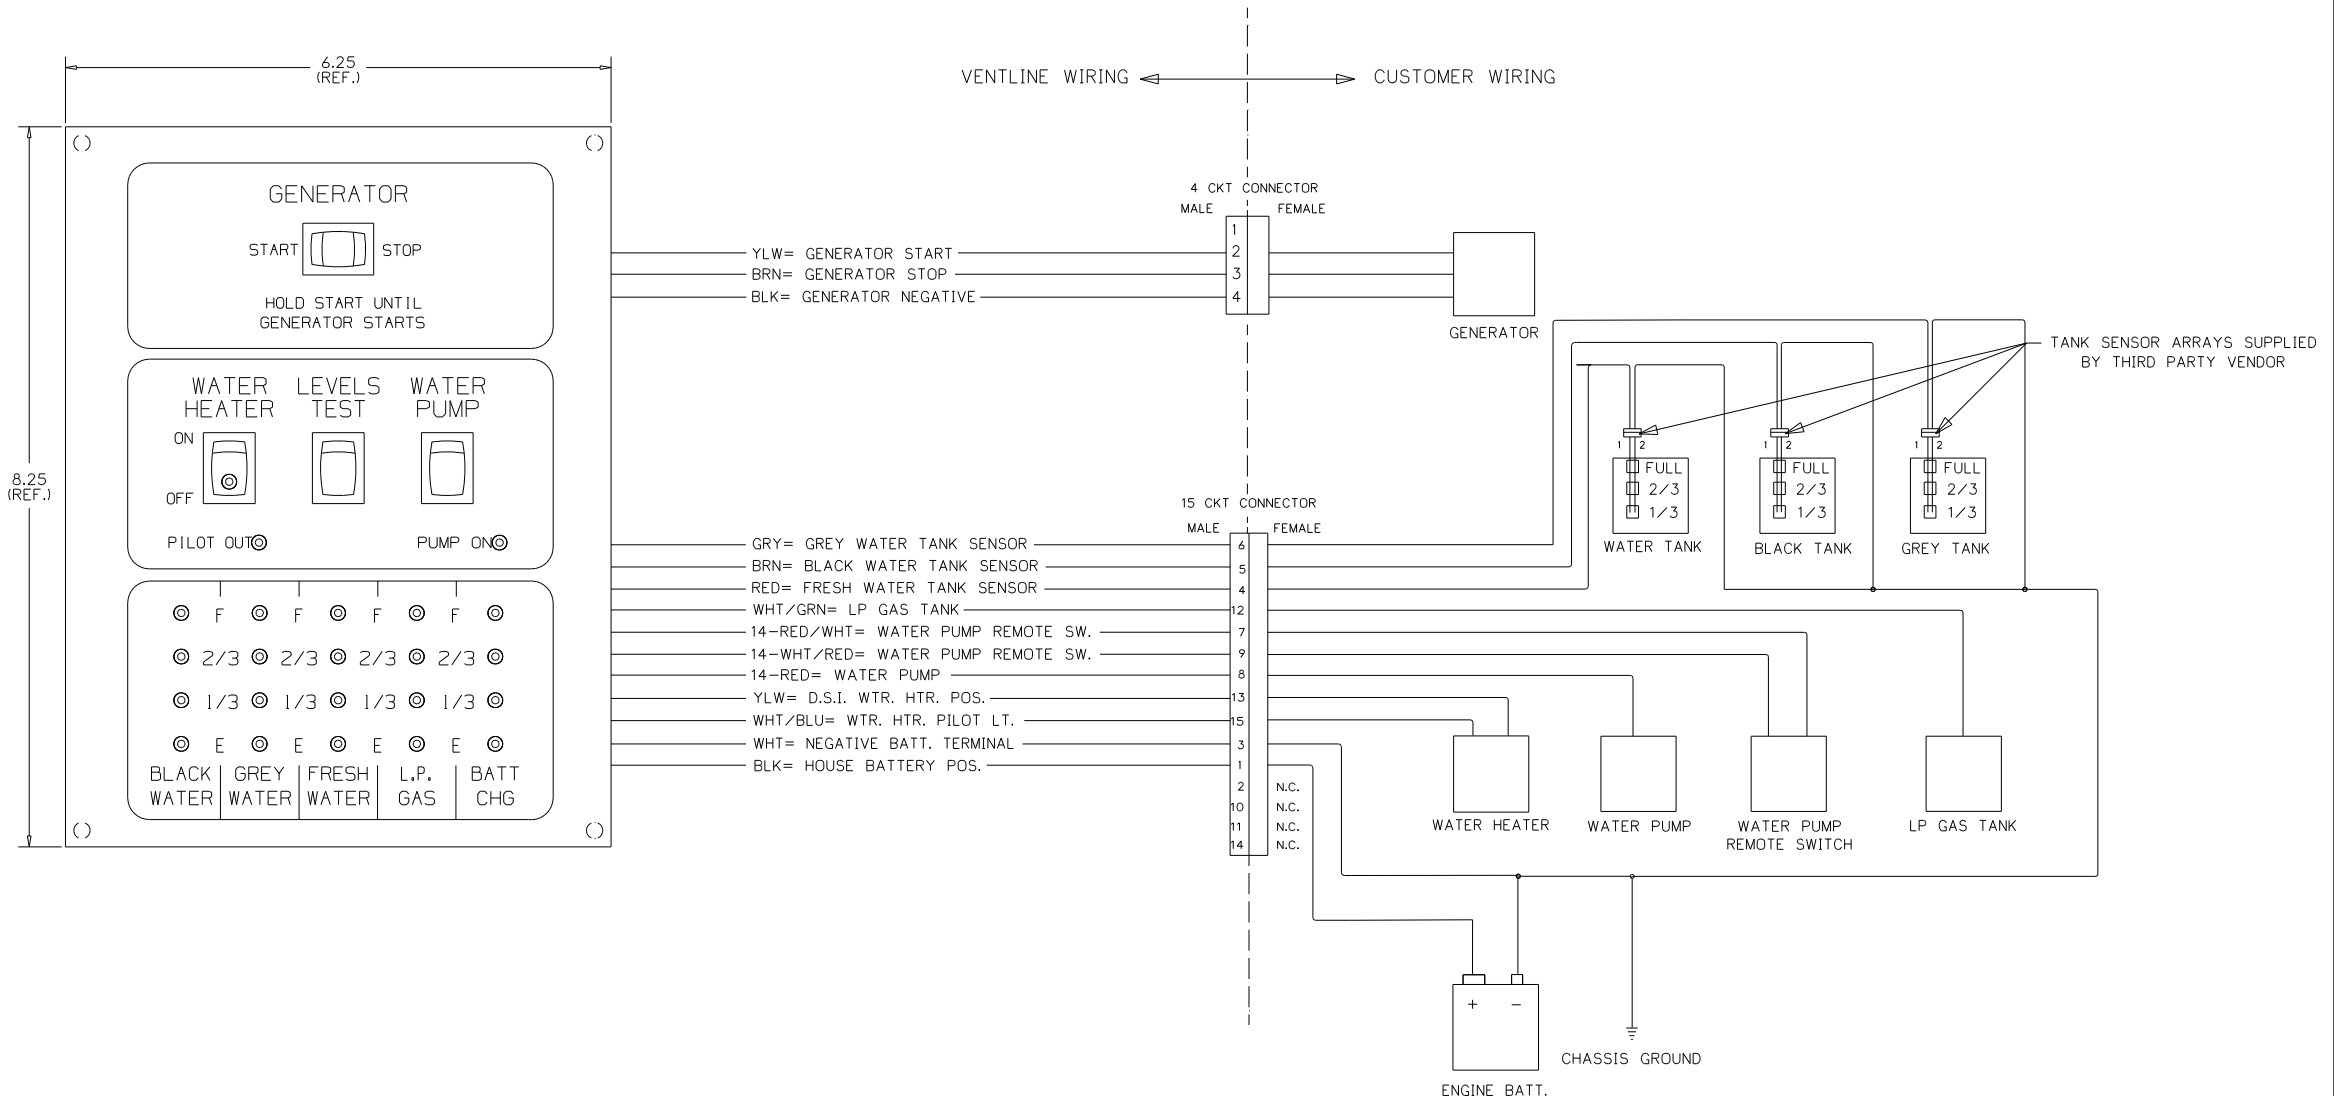 6.25
(REF.)
VENTLINE WIRING
CUSTOMER WIRING
8.25
(REF.)
GENERATOR
START
STOP
HOLD START UNTIL
GENERATOR STARTS
WATER
HEATER
LEVELS
TEST
WATER
PUMP
ON
OFF
PILOT OUT
PUMP ON
F F F F
2/3 2/3 2/3 2/3
1/3 1/3 1/3 1/3
E E E E
BLACK
WATER
GREY
WATER
FRESH
WATER
L.P.
GAS
BATT
CHG
4 CKT CONNECTOR
MALE FEMALE
1
YLW= GENERATOR START 2
BRN= GENERATOR STOP 3
BLK= GENERATOR NEGATIVE 4
GENERATOR
TANK SENSOR ARRAYS SUPPLIED
BY THIRD PARTY VENDOR
1 2
FULL
2/3
1/3
WATER TANK
1 2
FULL
2/3
1/3
BLACK TANK
1 2
FULL
2/3
1/3
GREY TANK
15 CKT CONNECTOR
MALE FEMALE
GRY= GREY WATER TANK SENSOR 6
BRN= BLACK WATER TANK SENSOR 5
RED= FRESH WATER TANK SENSOR 4
WHT/GRN= LP GAS TANK 12
14-RED/WHT= WATER PUMP REMOTE SW. 7
14-WHT/RED= WATER PUMP REMOTE SW. 9
14-RED= WATER PUMP 8
YLW= D.S.I. WTR. HTR. POS. 13
WHT/BLU= WTR. HTR. PILOT LT. 15
WHT= NEGATIVE BATT. TERMINAL 3
BLK= HOUSE BATTERY POS. 1
2 N.C.
10 N.C.
11 N.C.
14 N.C.
WATER HEATER
WATER PUMP
WATER PUMP
REMOTE SWITCH
LP GAS TANK
+ −
ENGINE BATT.
CHASSIS GROUND